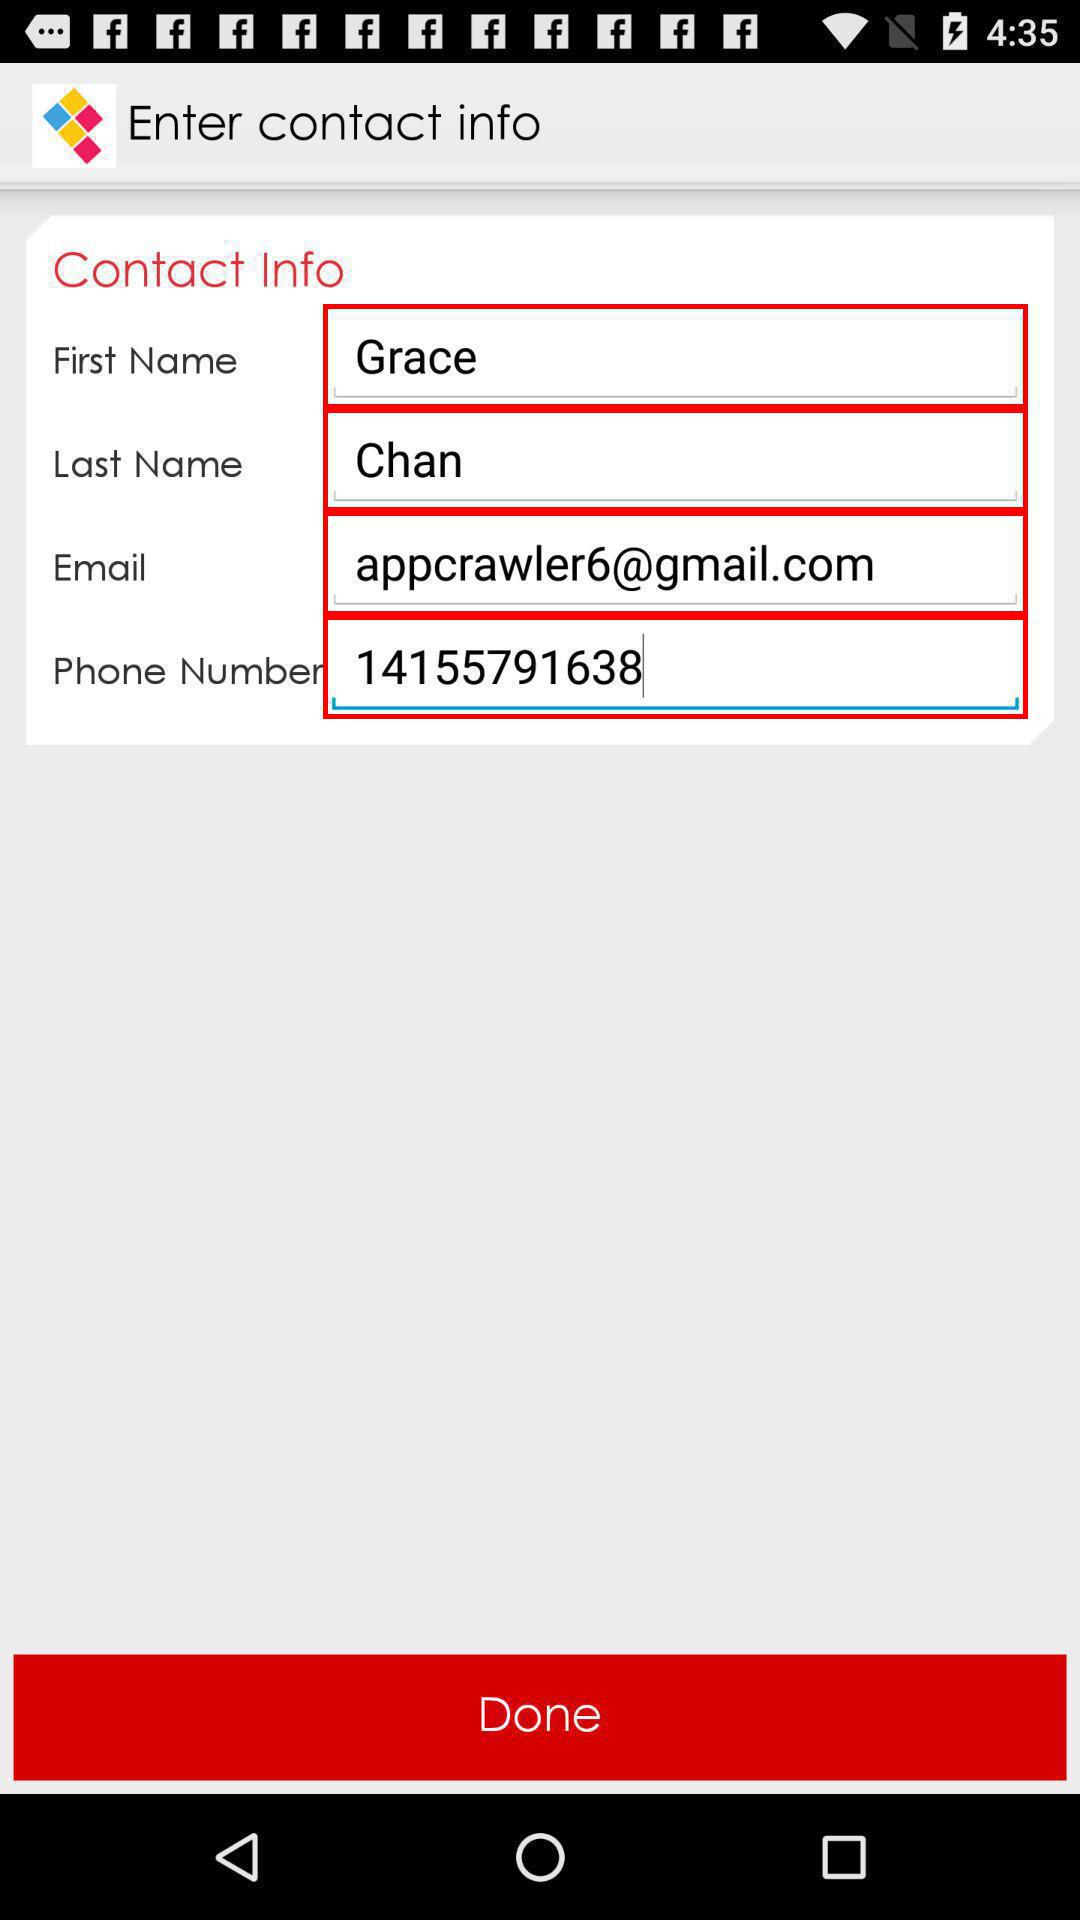 4:35
Enter contact info
Contact Info
First Name Grace
Last Name Chan
Email appcrawler6@gmail.com
Phone Number 14155791638
Done